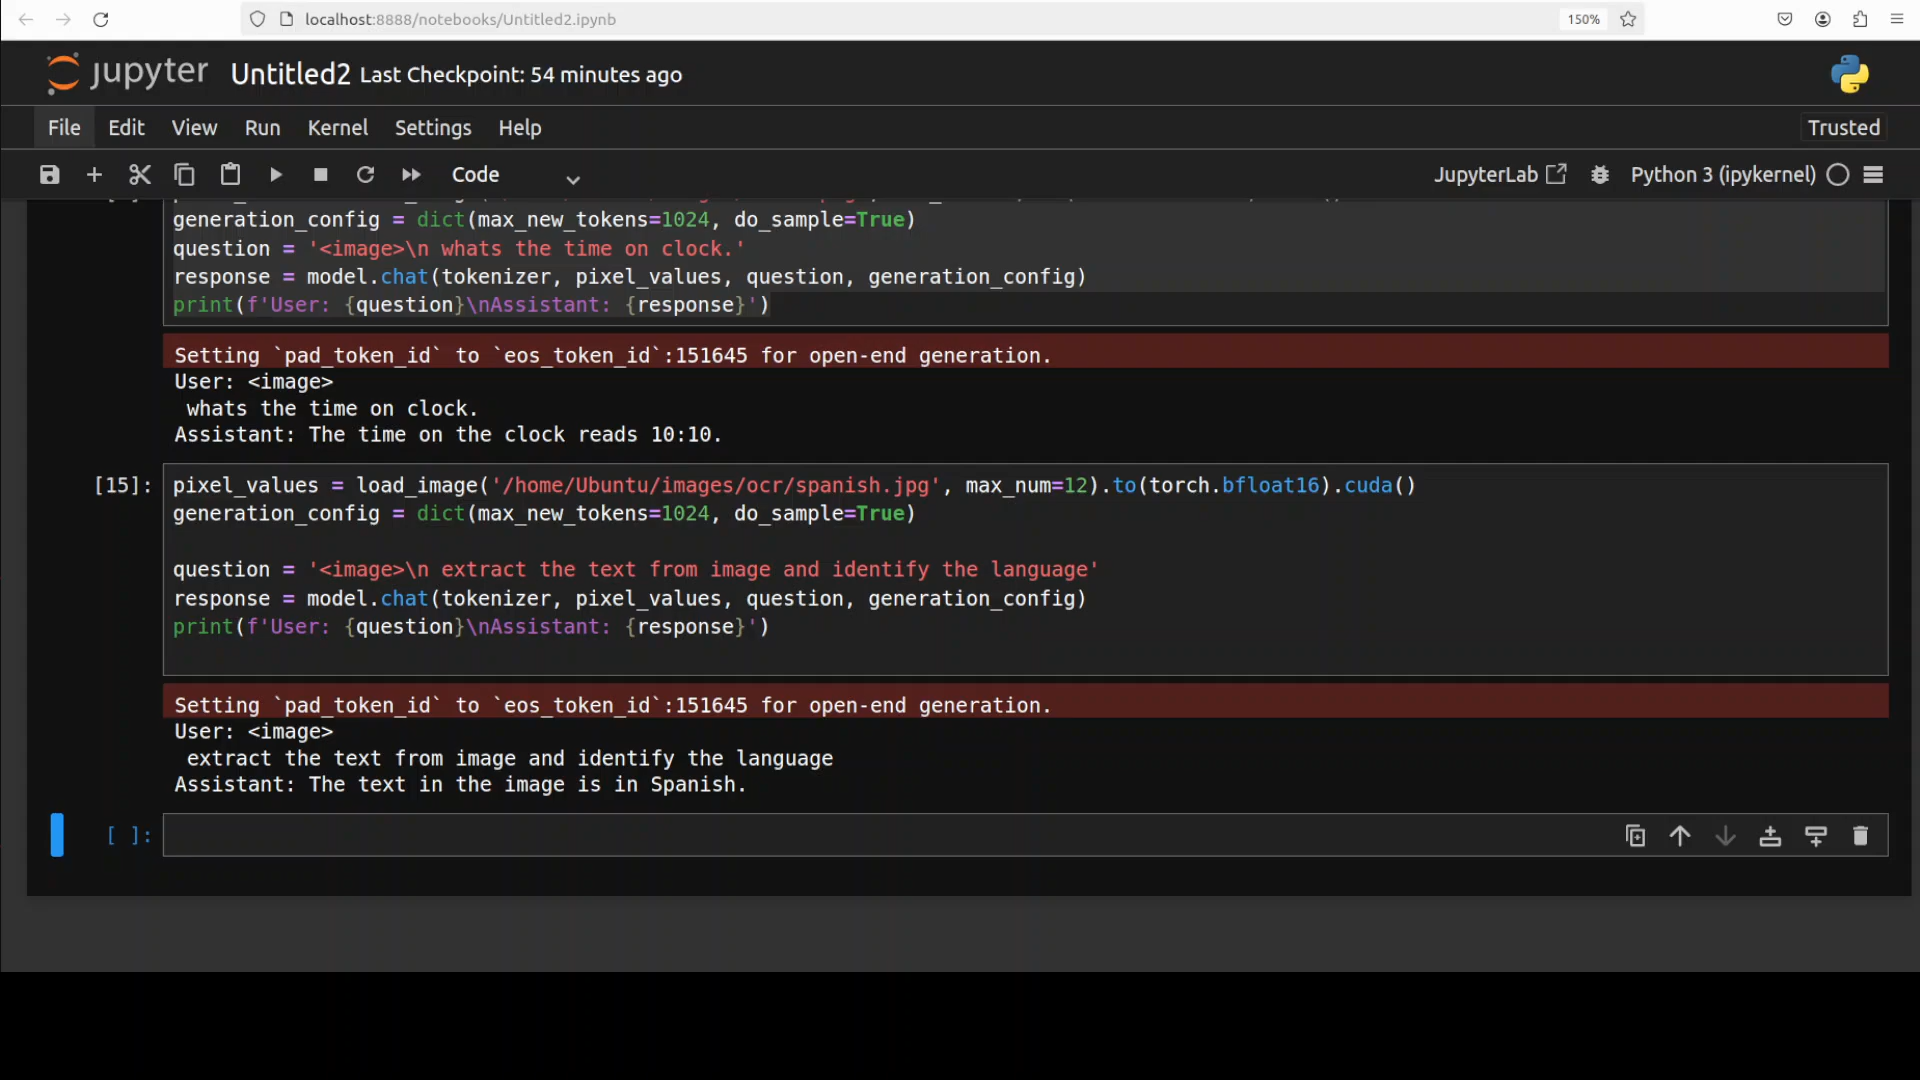 localhost:8888/notebooks/Untitled2.ipynb
150%
jupyter Untitled2 Last Checkpoint: 54 minutes ago
File Edit View Run Kernel Settings Help
Trusted
Code
JupyterLab
Python 3 (ipykernel)
generation_config = dict(max_new_tokens=1024, do_sample=True)
question = '<image>\n whats the time on clock.'
response = model.chat(tokenizer, pixel_values, question, generation_config)
print(f'User: {question}\nAssistant: {response}')
Setting `pad_token_id` to `eos_token_id`:151645 for open-end generation.
User: <image>
whats the time on clock.
Assistant: The time on the clock reads 10:10.
[15]:
pixel_values = load_image('/home/Ubuntu/images/ocr/spanish.jpg', max_num=12).to(torch.bfloat16).cuda()
generation_config = dict(max_new_tokens=1024, do_sample=True)
question = '<image>\n extract the text from image and identify the language'
response = model.chat(tokenizer, pixel_values, question, generation_config)
print(f'User: {question}\nAssistant: {response}')
Setting `pad_token_id` to `eos_token_id`:151645 for open-end generation.
User: <image>
extract the text from image and identify the language
Assistant: The text in the image is in Spanish.
[ ]: